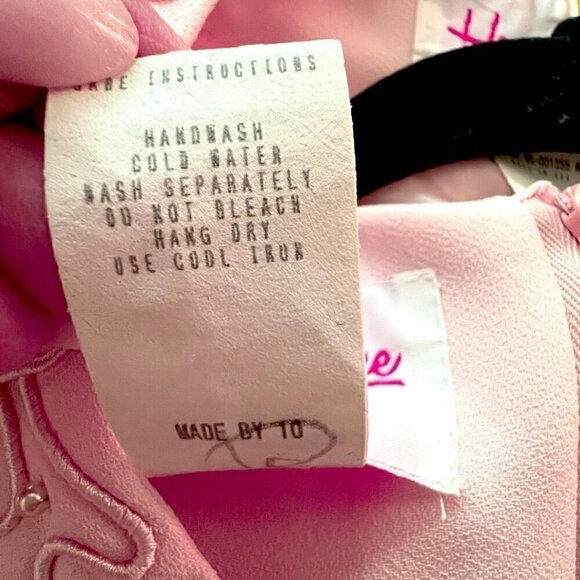 CARE INSTRUCTIONS
HANDWASH
COLD WATER
WASH SEPARATELY
DO NOT BLEACH
HANG DRY
USE COOL IRON
MADE BY TO